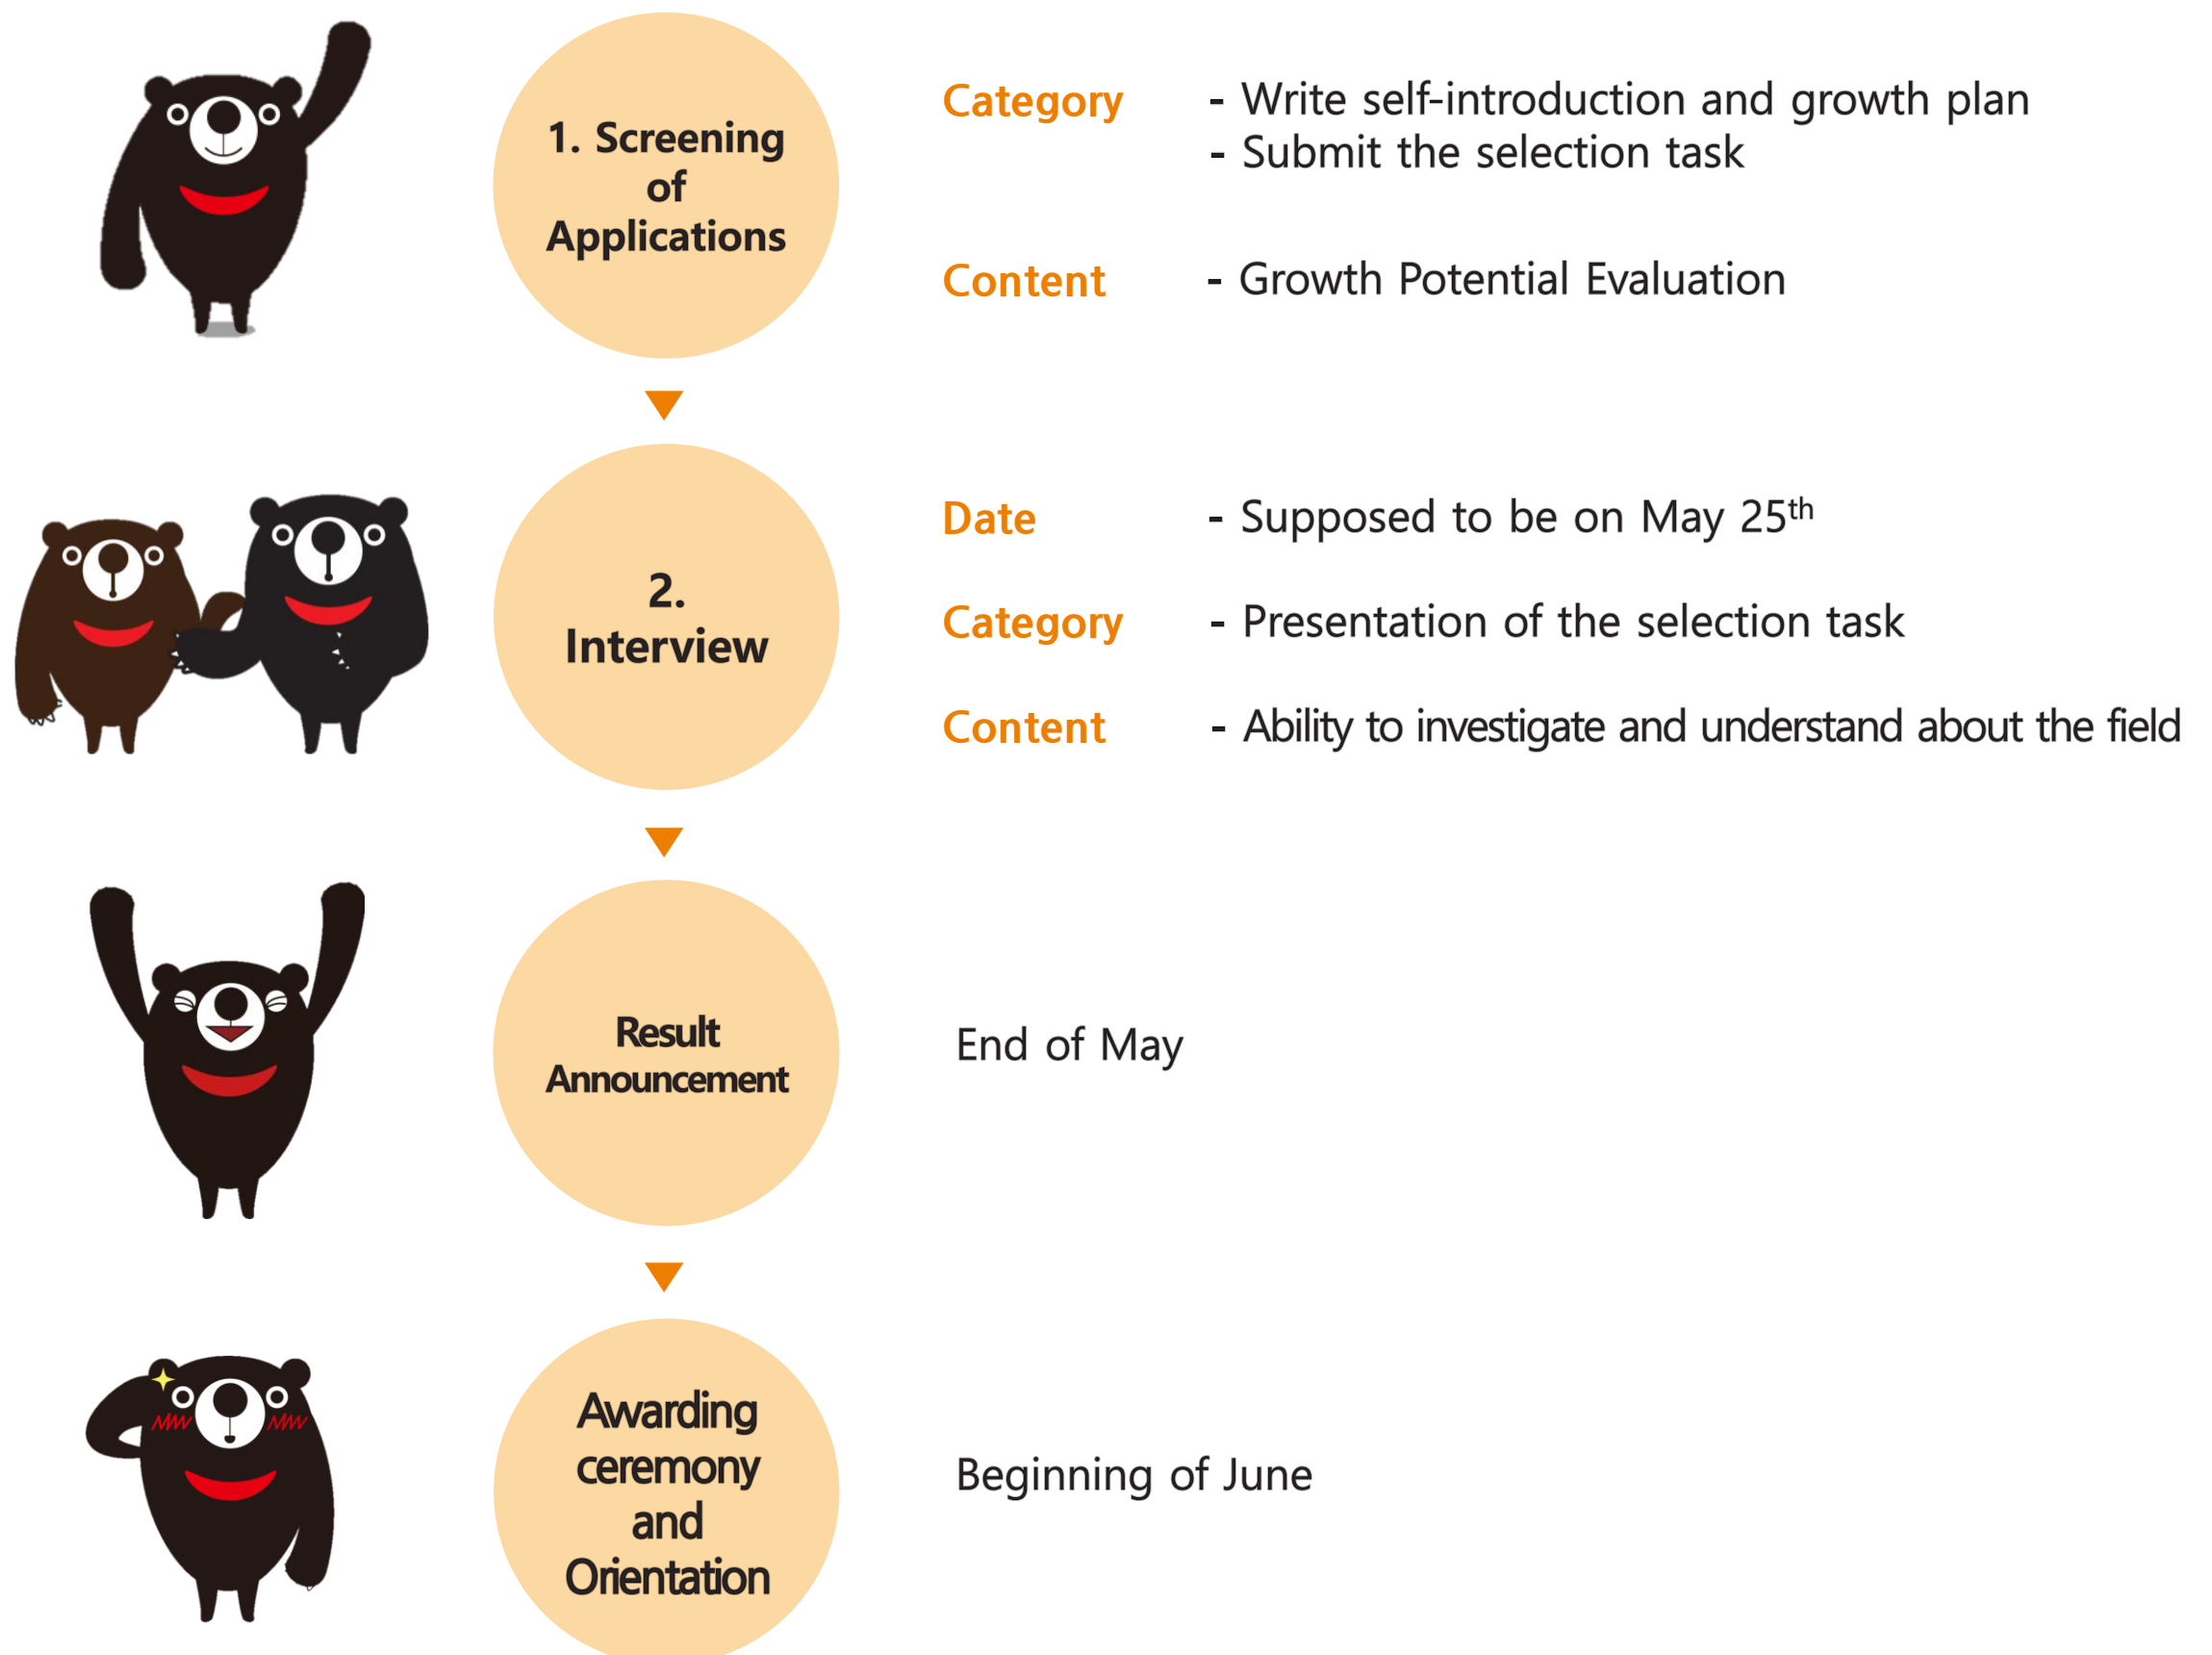 1. Screening
of
Applications
Category - Write self-introduction and growth plan
- Submit the selection task
Content - Growth Potential Evaluation
2.
Interview
Date - Supposed to be on May 25th
Category - Presentation of the selection task
Content - Ability to investigate and understand about the field
Result
Announcement
End of May
Awarding
ceremony
and
Orientation
Beginning of June